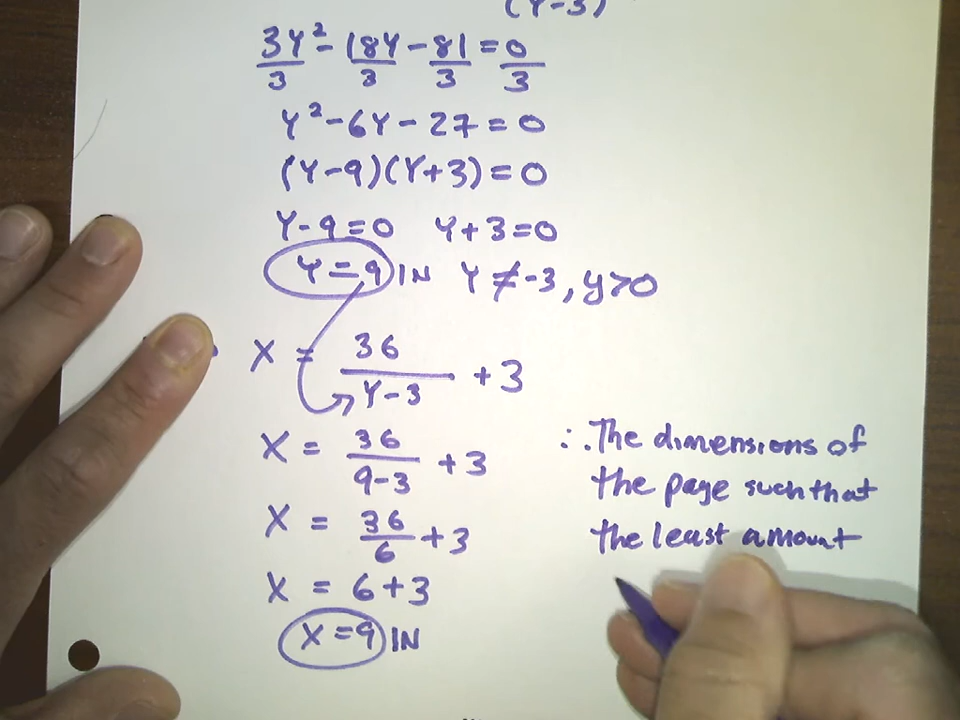 (Y-3)
3Y²/3 - 18Y/3 - 81/3 = 0/3
Y² - 6Y - 27 = 0
(Y-9)(Y+3) = 0
Y-9=0 Y+3=0
Y=9 IN Y≠-3, y>0
X = 36/(Y-3) + 3
X = 36/(9-3) + 3
X = 36/6 + 3
X = 6+3
X=9 IN
∴ The dimensions of
the page such that
the least amount